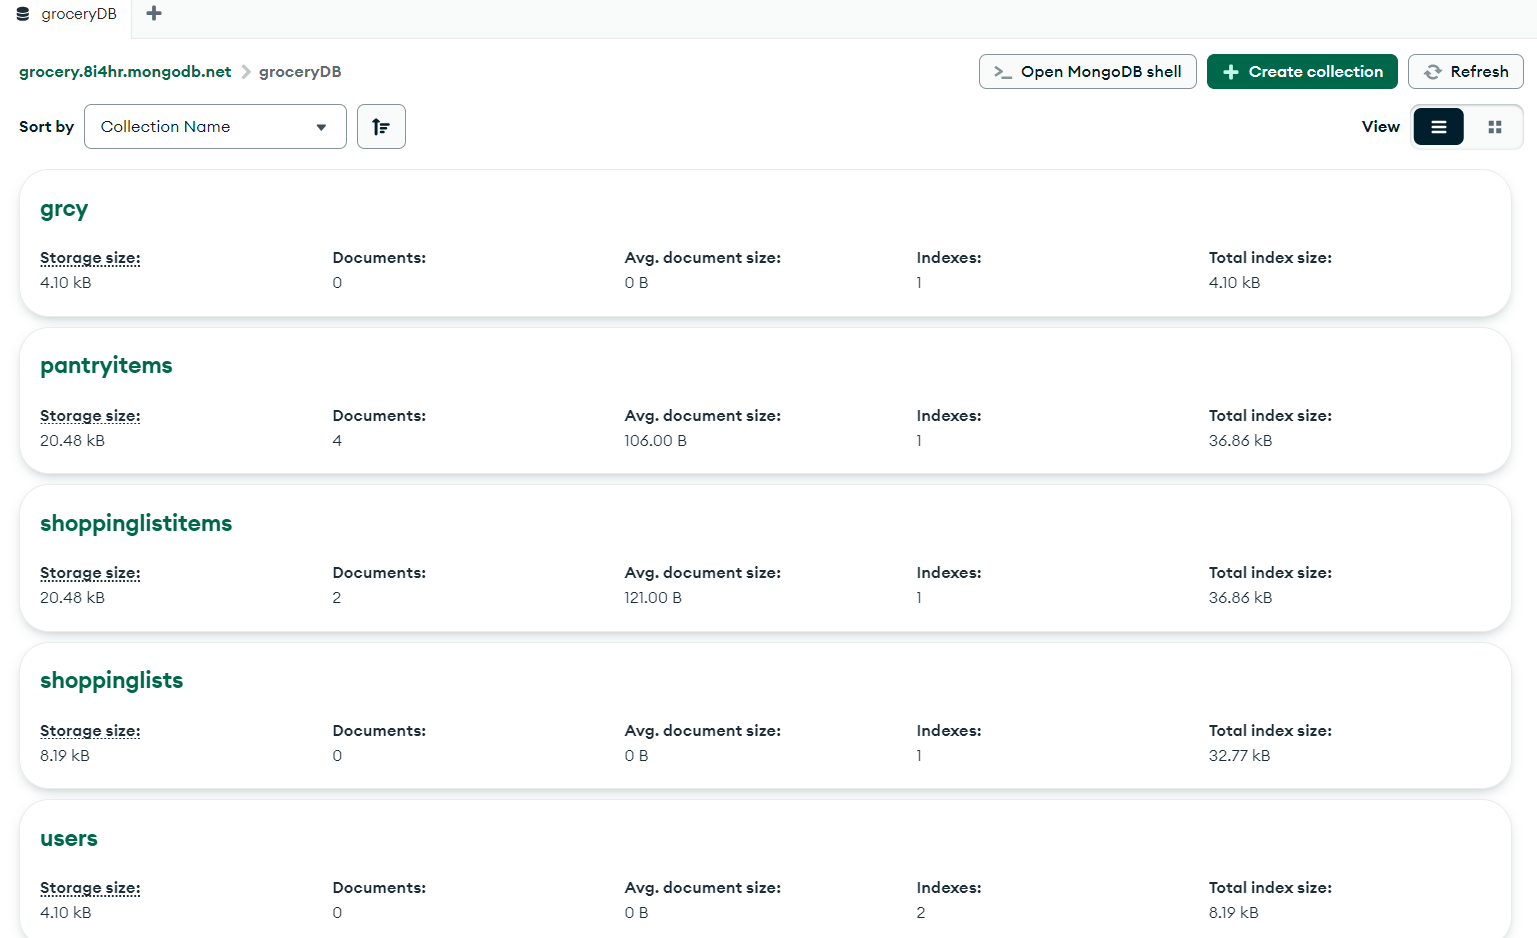 groceryDB
grocery.8i4hr.mongodb.net groceryDB
Open MongoDB shell
Create collection
Refresh
Sort by Collection Name
View
grcy
Storage size: Documents: Avg. document size: Indexes: Total index size:
4.10 kB 0 0 B 1 4.10 kB
pantryitems
Storage size: Documents: Avg. document size: Indexes: Total index size:
20.48 kB 4 106.00 B 1 36.86 kB
shoppinglistitems
Storage size: Documents: Avg. document size: Indexes: Total index size:
20.48 kB 2 121.00 B 1 36.86 kB
shoppinglists
Storage size: Documents: Avg. document size: Indexes: Total index size:
8.19 kB 0 0 B 1 32.77 kB
users
Storage size: Documents: Avg. document size: Indexes: Total index size:
4.10 kB 0 0 B 2 8.19 kB